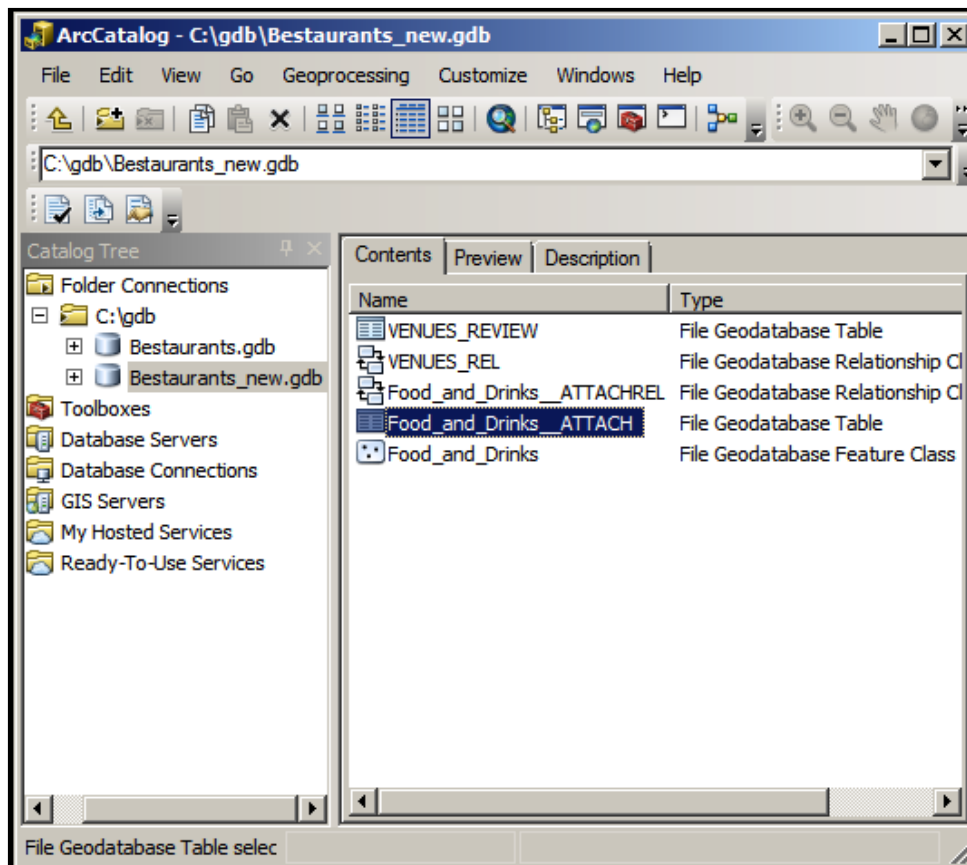 ArcCatalog - C:\gdb\Bestaurants_new.gdb
File Edit View Go Geoprocessing Customize Windows Help
C:\gdb\Bestaurants_new.gdb
Catalog Tree
Folder Connections
C:\gdb
Bestaurants.gdb
Bestaurants_new.gdb
Toolboxes
Database Servers
Database Connections
GIS Servers
My Hosted Services
Ready-To-Use Services
Contents Preview Description
Name Type
VENUES_REVIEW File Geodatabase Table
VENUES_REL File Geodatabase Relationship Cl
Food_and_Drinks__ATTACHREL File Geodatabase Relationship Cl
Food_and_Drinks__ATTACH File Geodatabase Table
Food_and_Drinks File Geodatabase Feature Class
File Geodatabase Table selec